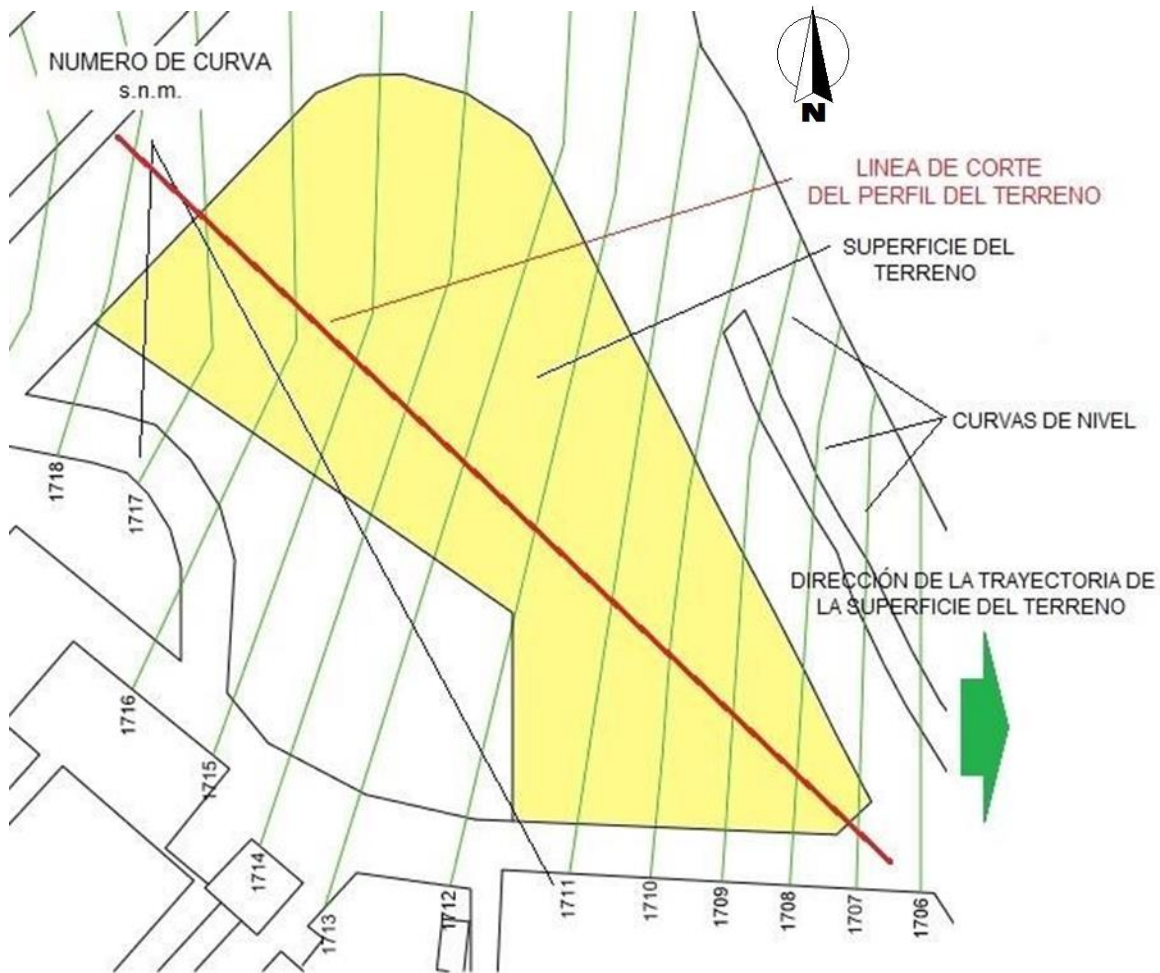 NUMERO DE CURVA
s.n.m.
N
LINEA DE CORTE
DEL PERFIL DEL TERRENO
SUPERFICIE DEL
TERRENO
CURVAS DE NIVEL
DIRECCIÓN DE LA TRAYECTORIA DE
LA SUPERFICIE DEL TERRENO
1718
1717
1716
1715
1714
1713
1712
1711
1710
1709
1708
1707
1706